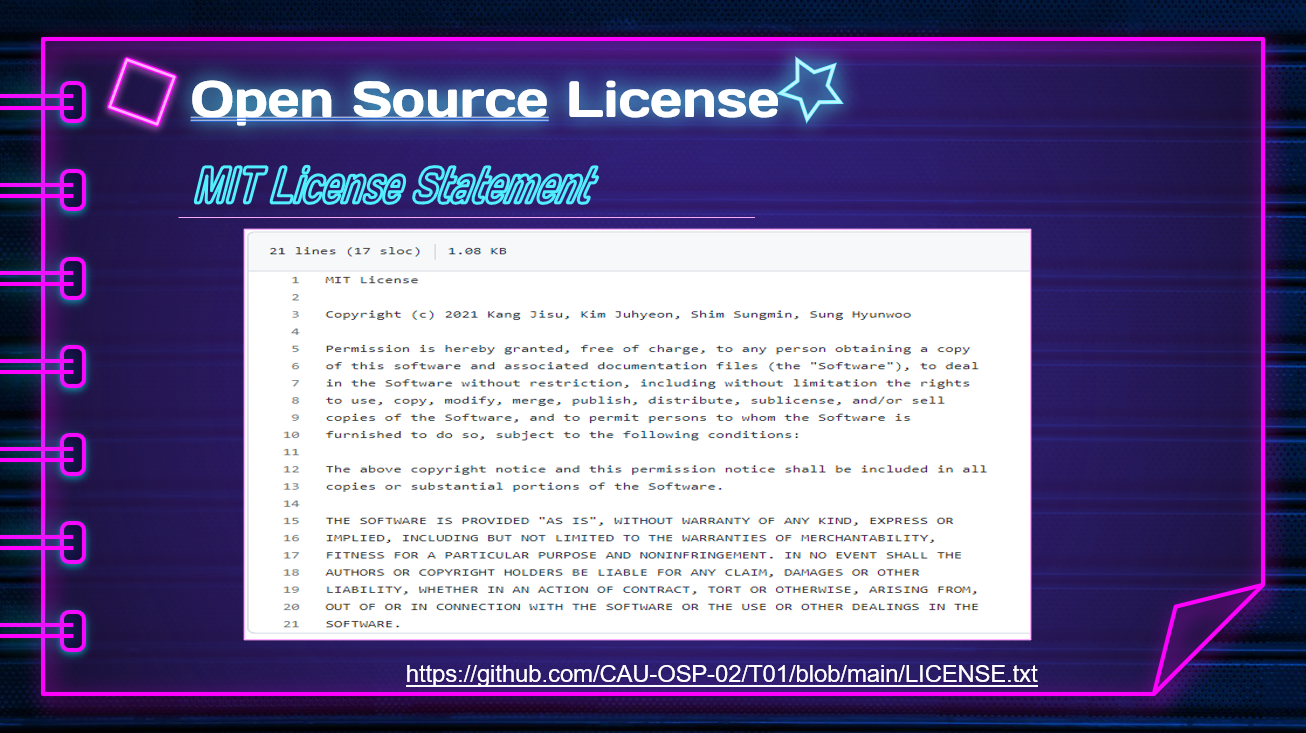 Open Source License
MIT License Statement
21 lines (17 sloc) | 1.08 KB
1 MIT License
2
3 Copyright (c) 2021 Kang Jisu, Kim Juhyeon, Shim Sungmin, Sung Hyunwoo
4
5 Permission is hereby granted, free of charge, to any person obtaining a copy
6 of this software and associated documentation files (the "Software"), to deal
7 in the Software without restriction, including without limitation the rights
8 to use, copy, modify, merge, publish, distribute, sublicense, and/or sell
9 copies of the Software, and to permit persons to whom the Software is
10 furnished to do so, subject to the following conditions:
11
12 The above copyright notice and this permission notice shall be included in all
13 copies or substantial portions of the Software.
14
15 THE SOFTWARE IS PROVIDED "AS IS", WITHOUT WARRANTY OF ANY KIND, EXPRESS OR
16 IMPLIED, INCLUDING BUT NOT LIMITED TO THE WARRANTIES OF MERCHANTABILITY,
17 FITNESS FOR A PARTICULAR PURPOSE AND NONINFRINGEMENT. IN NO EVENT SHALL THE
18 AUTHORS OR COPYRIGHT HOLDERS BE LIABLE FOR ANY CLAIM, DAMAGES OR OTHER
19 LIABILITY, WHETHER IN AN ACTION OF CONTRACT, TORT OR OTHERWISE, ARISING FROM,
20 OUT OF OR IN CONNECTION WITH THE SOFTWARE OR THE USE OR OTHER DEALINGS IN THE
21 SOFTWARE.
https://github.com/CAU-OSP-02/T01/blob/main/LICENSE.txt